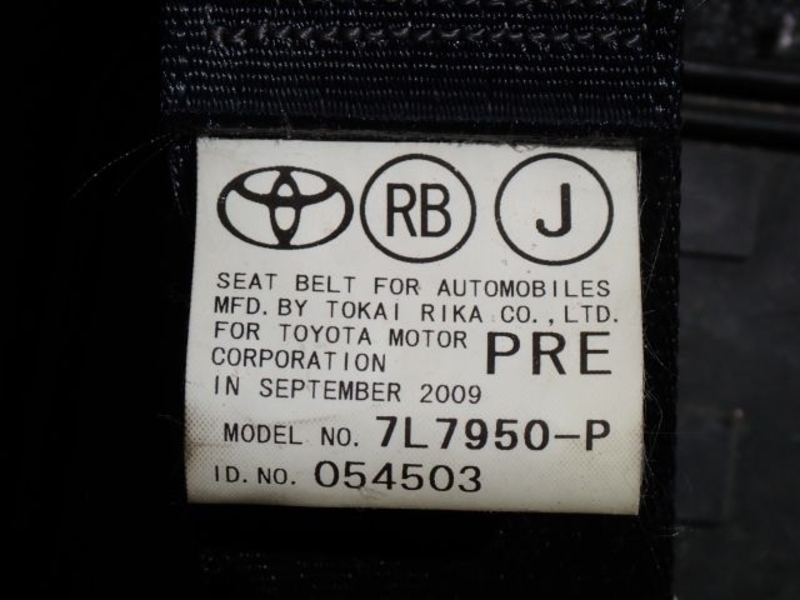 RB J
SEAT BELT FOR AUTOMOBILES
MFD. BY TOKAI RIKA CO., LTD.
FOR TOYOTA MOTOR
CORPORATION PRE
IN SEPTEMBER 2009
MODEL NO. 7L7950-P
ID. NO. 054503